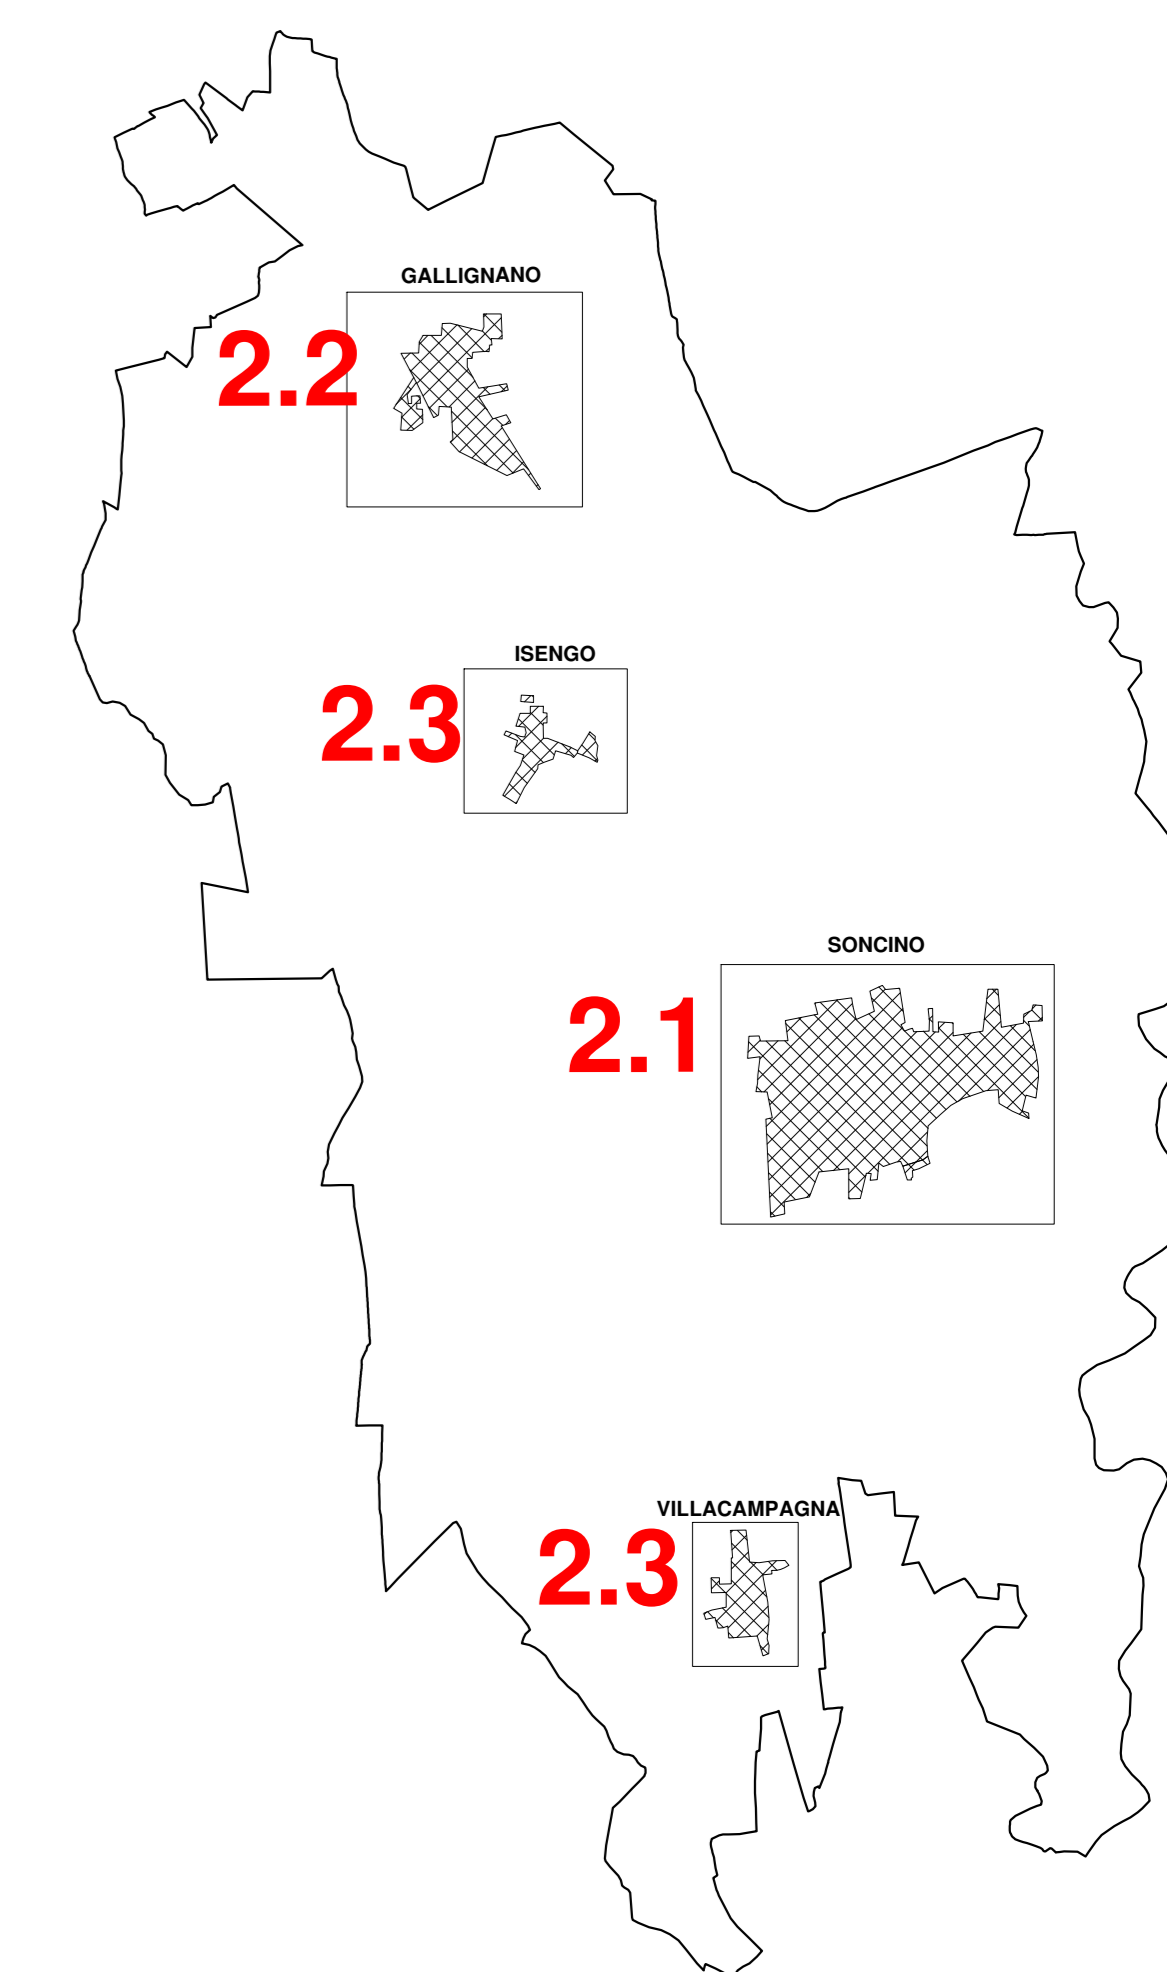 GALLIGNANO
2.2
ISENGO
2.3
SONCINO
2.1
VILLACAMPAGNA
2.3